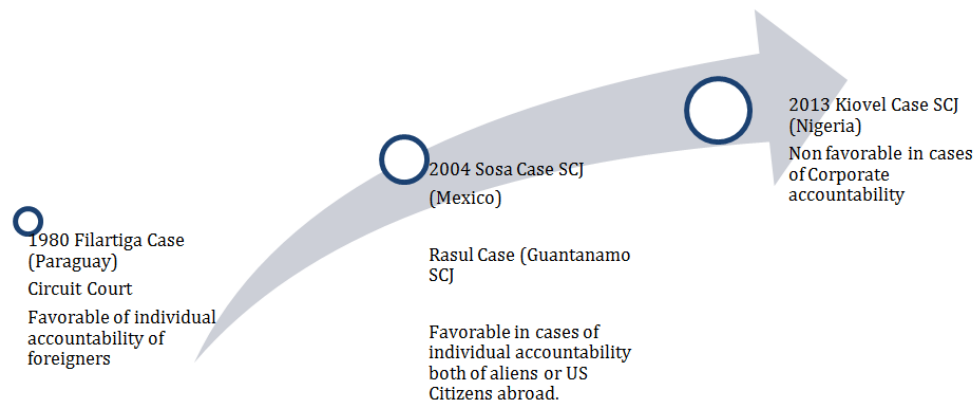 1980 Filartiga Case
(Paraguay)
Circuit Court
Favorable of individual
accountability of
foreigners
2004 Sosa Case SCJ
(Mexico)
Rasul Case (Guantanamo
SCJ
Favorable in cases of
individual accountability
both of aliens or US
Citizens abroad.
2013 Kiovel Case SCJ
(Nigeria)
Non favorable in cases
of Corporate
accountability